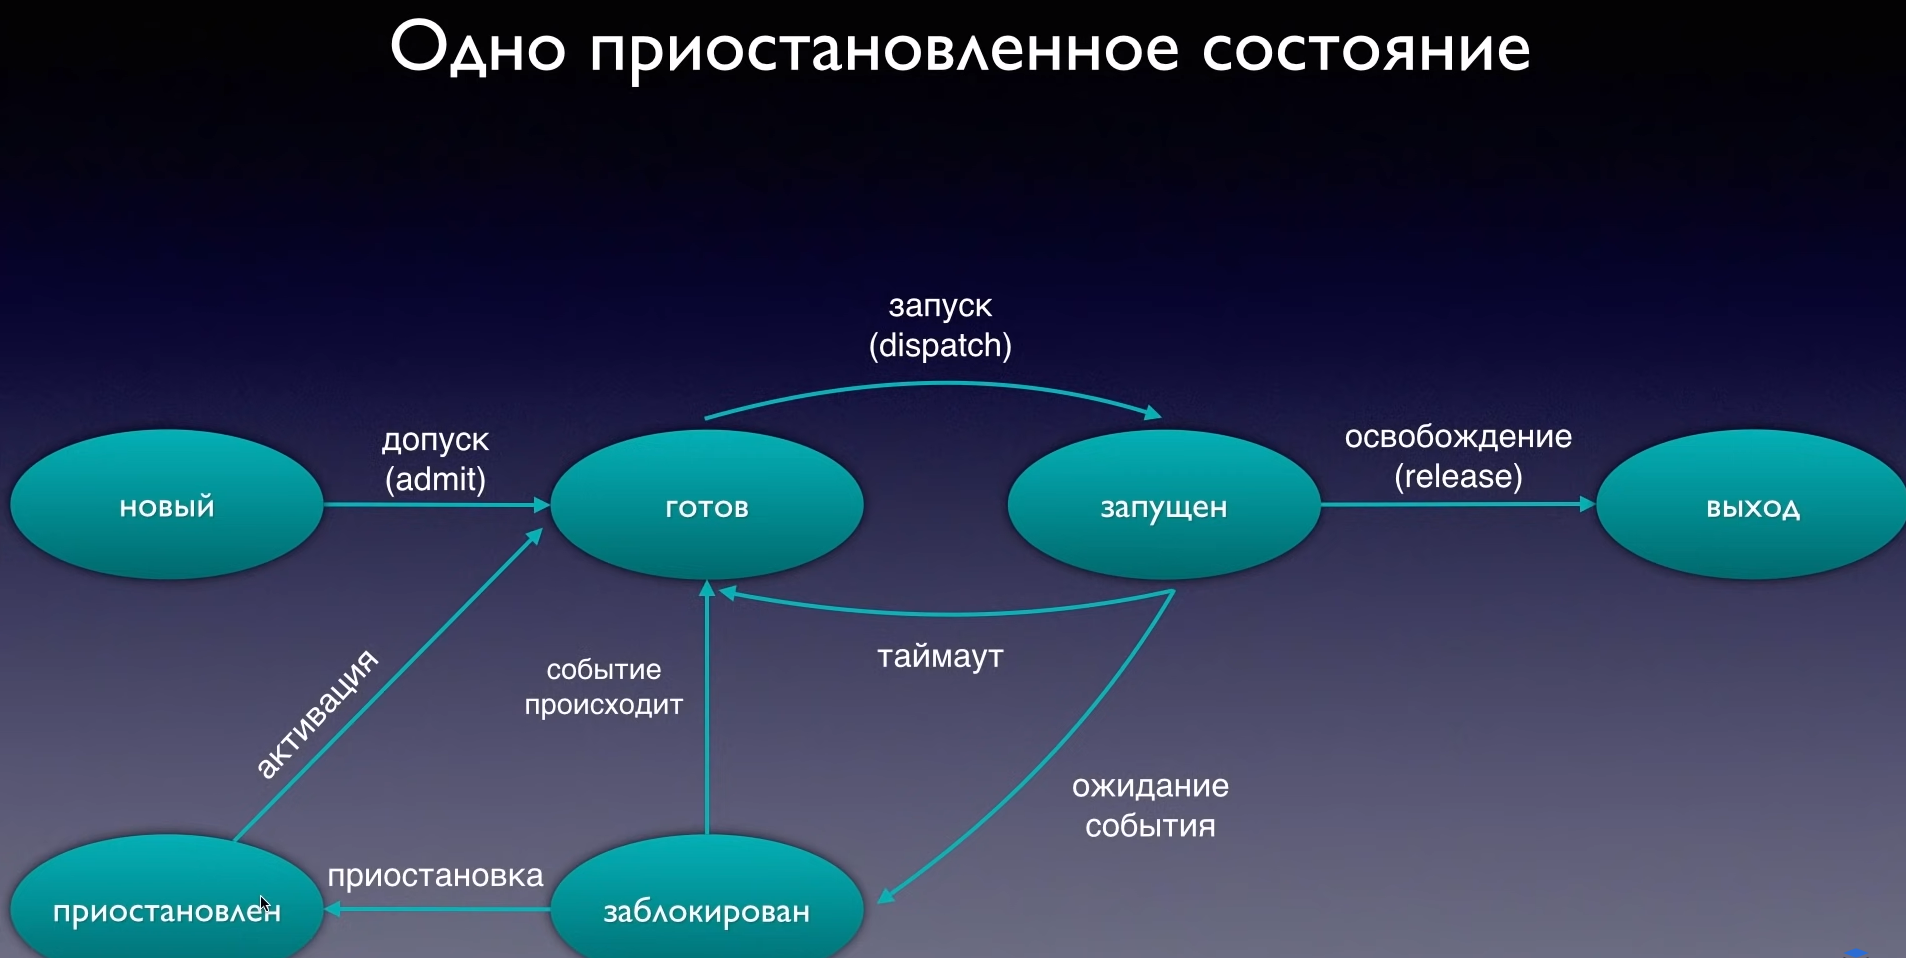 Одно приостановленное состояние
запуск
(dispatch)
допуск
(admit)
освобождение
(release)
новый
готов
запущен
выход
таймаут
событие
происходит
активация
ожидание
события
приостановка
приостановлен
заблокирован